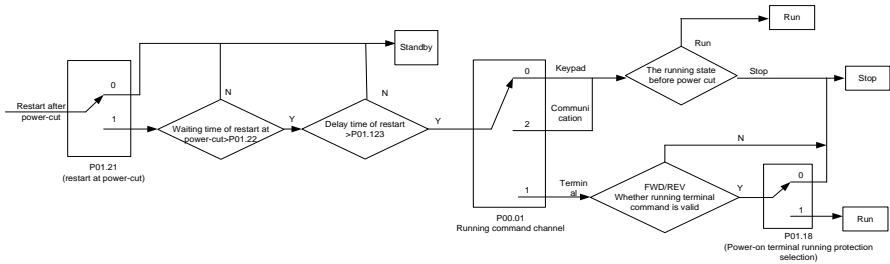 Run
Run
Standby
0
N
N
Restart after
power-cut
1
Waiting time of restart at
power-cut>P01.22
Y
Delay time of restart
>P01.123
Y
P01.21
(restart at power-cut)
0
Keypad
Communi
cation
2
1
Termin
al
P00.01
Running command channel
The running state
before power cut
Stop
Stop
N
FWD/REV
Whether running terminal
command is valid
Y
0
1
Run
P01.18
(Power-on terminal running protection
selection)